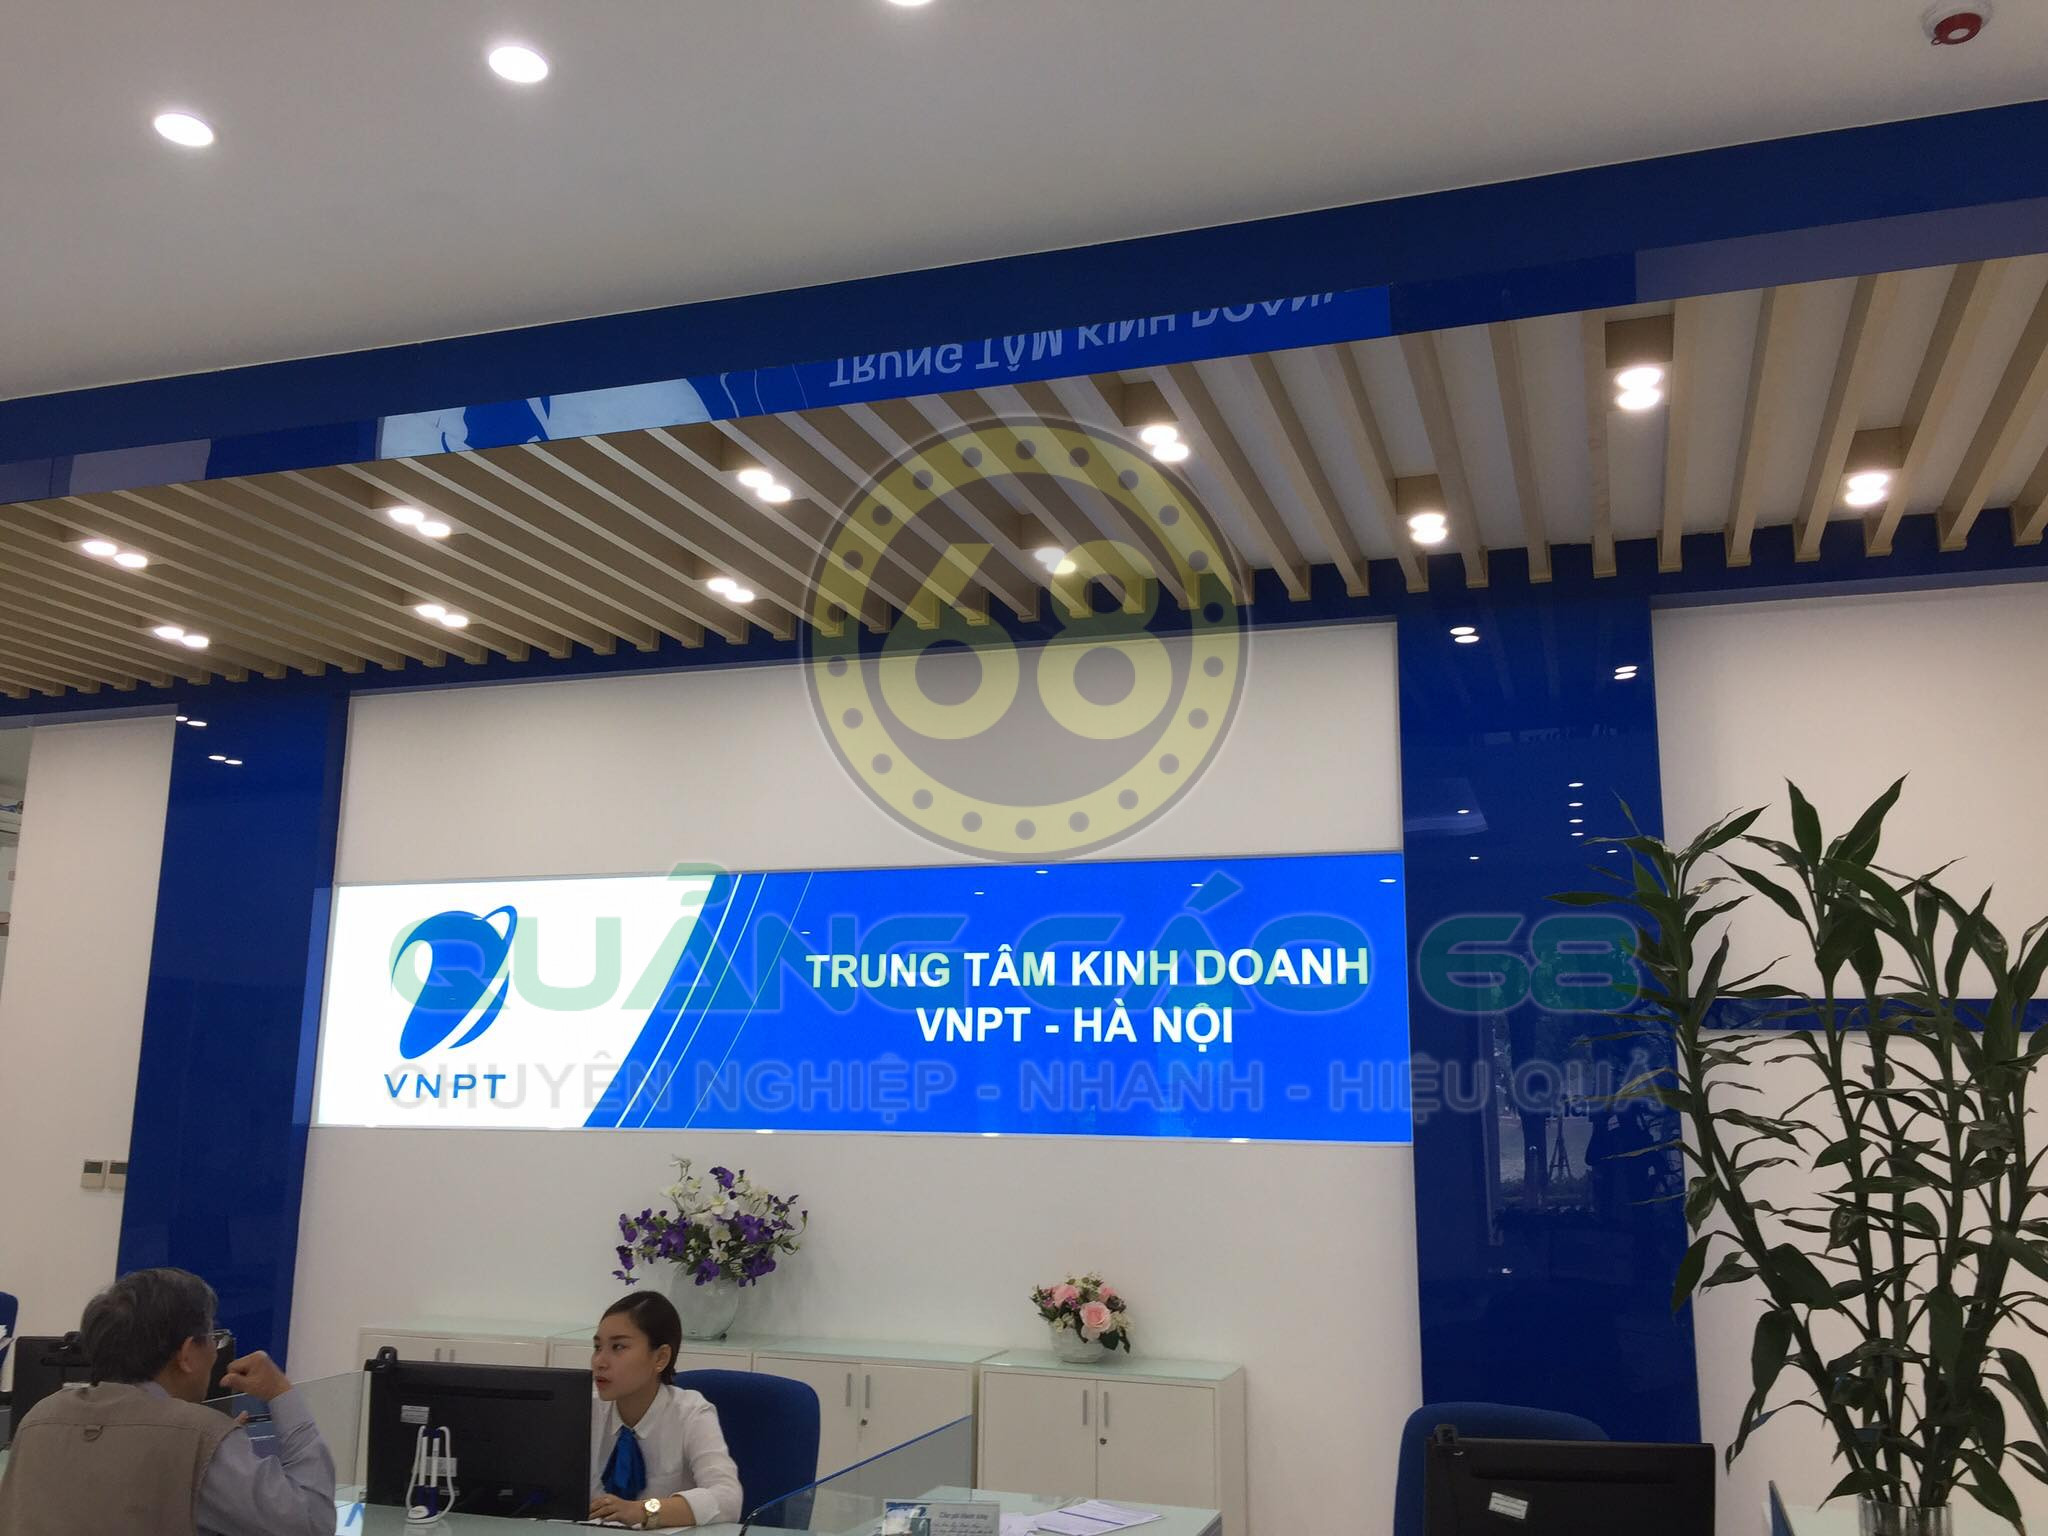 TRUNG TÂM KINH DOANH
68
QUẢNG CÁO 68
TRUNG TÂM KINH DOANH
VNPT - HÀ NỘI
VNPT
CHUYÊN NGHIỆP - NHANH - HIỆU QUẢ